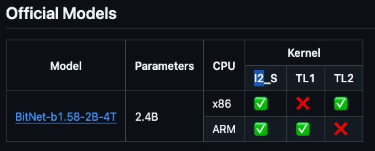 Official Models
Model Parameters CPU Kernel
I2_S TL1 TL2
BitNet-b1.58-2B-4T 2.4B x86 ✅ ❌ ✅
ARM ✅ ✅ ❌